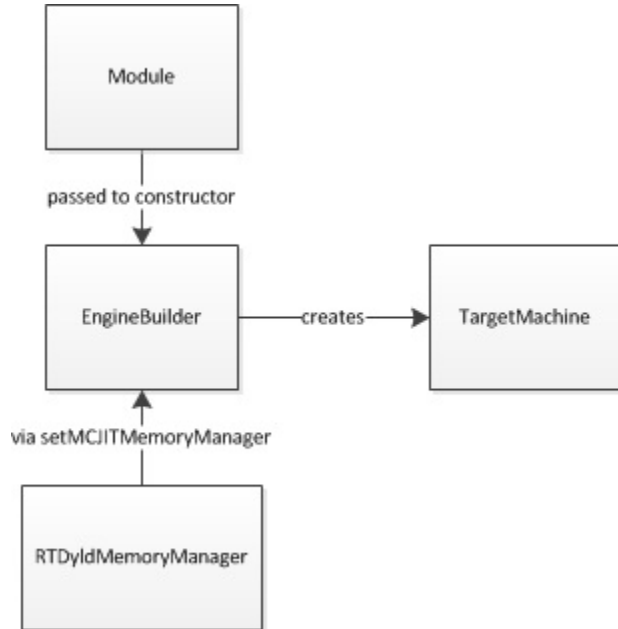 Module
passed to constructor
EngineBuilder
creates
TargetMachine
via setMCJITMemoryManager
RTDyldMemoryManager